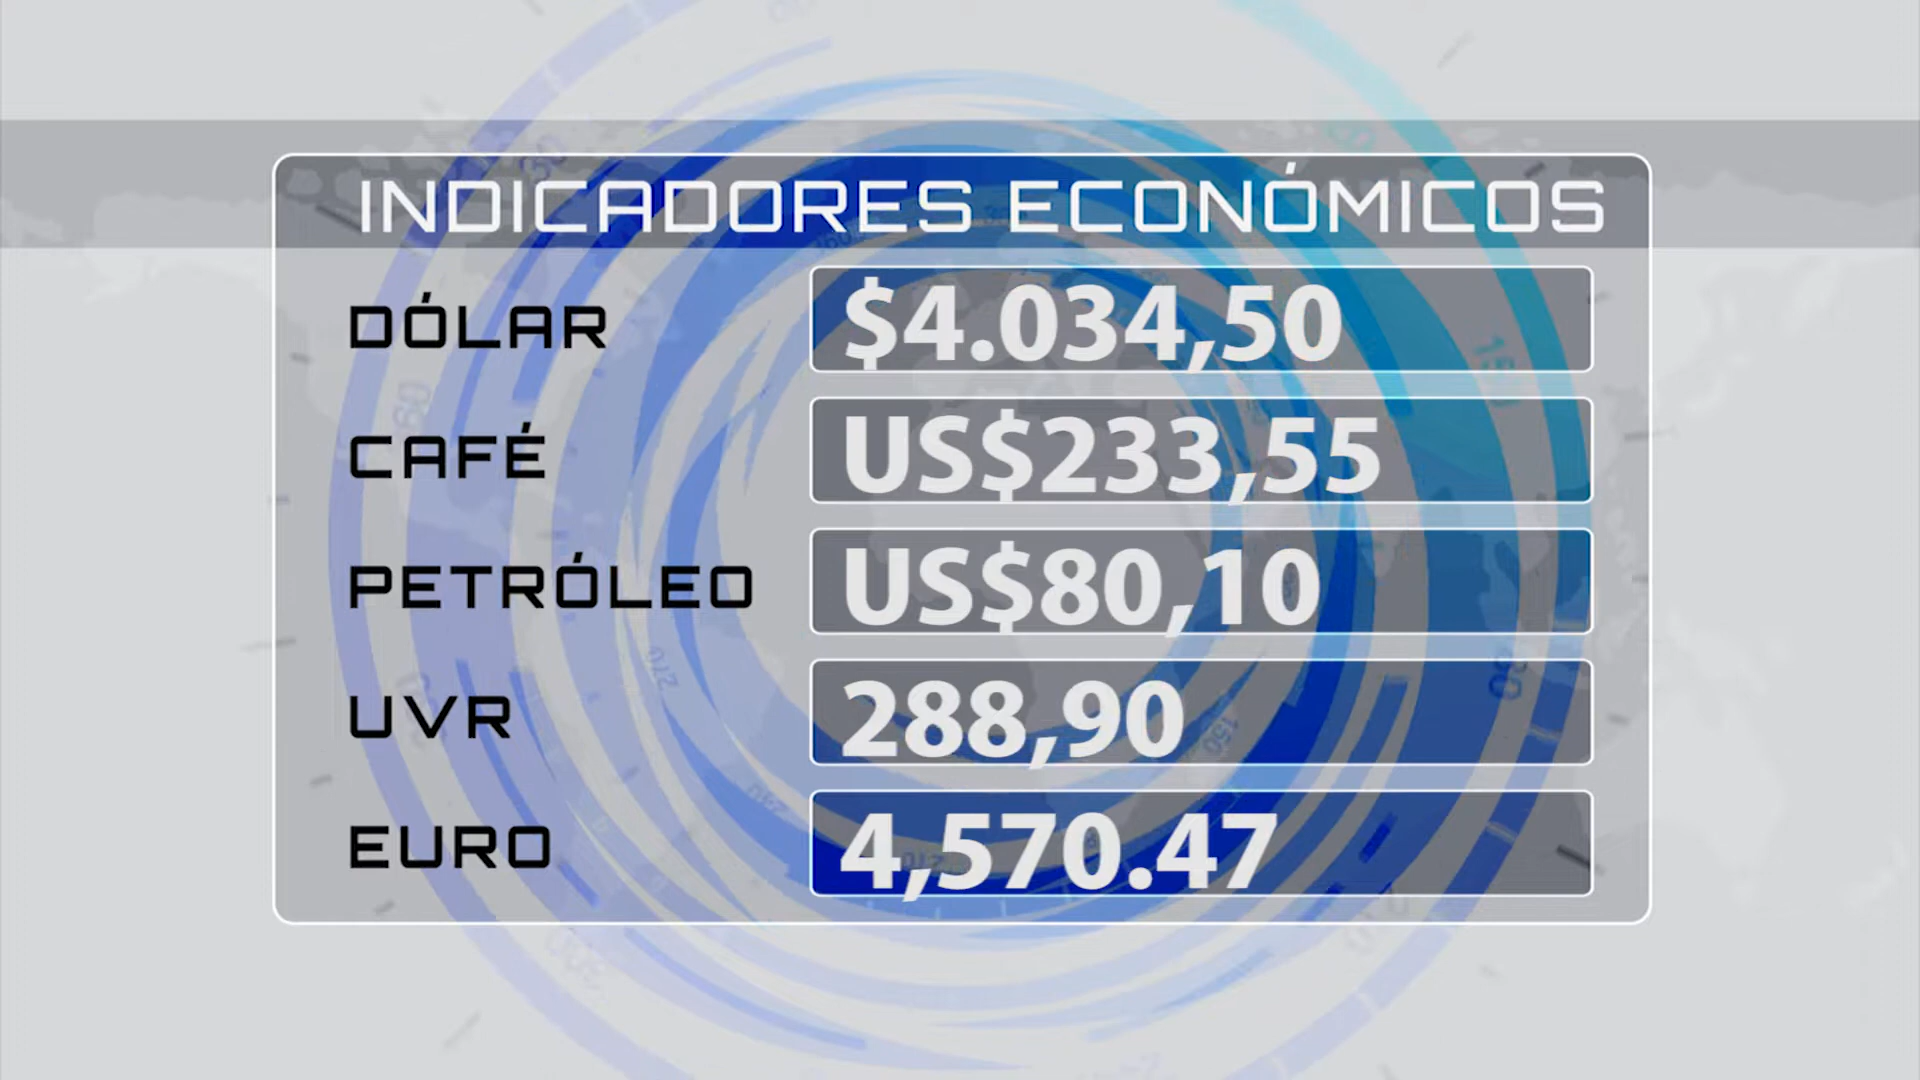 INDICADORES ECONÓMICOS
DÓLAR $4.034,50
CAFÉ US$233,55
PETRÓLEO US$80,10
UVR 288,90
EURO 4,570.47